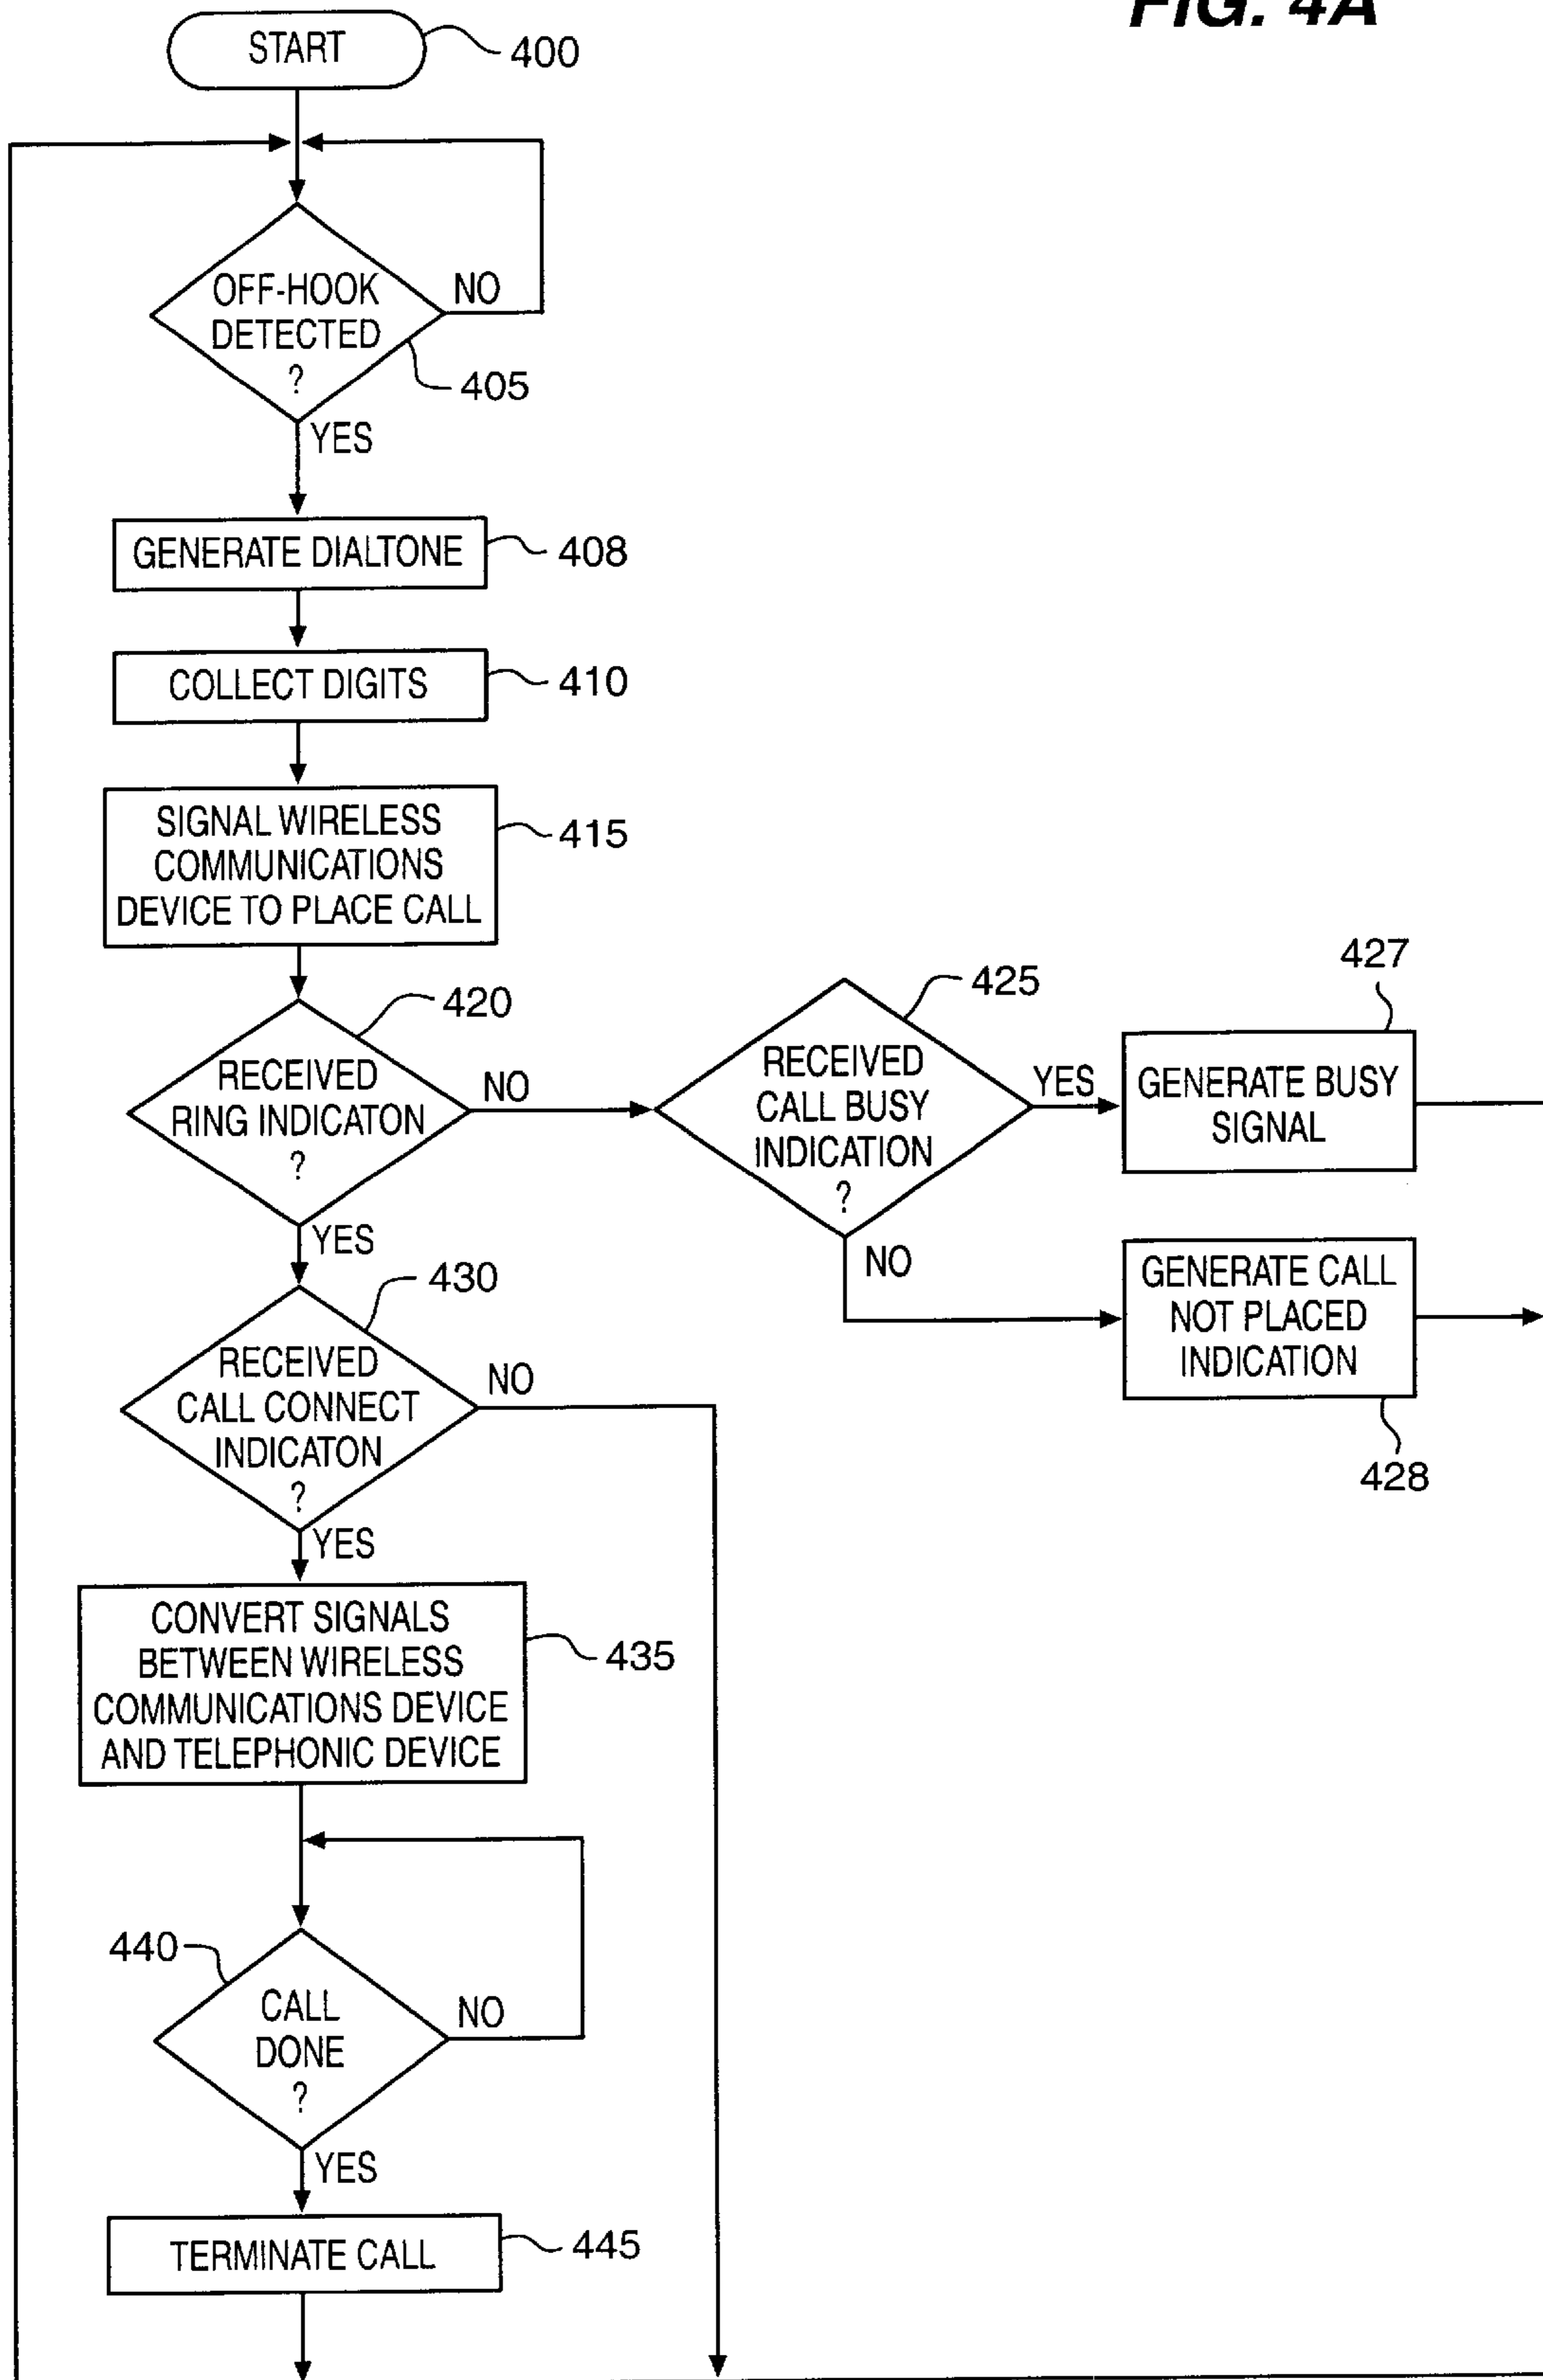 FIG. 4A
START
400
OFF-HOOK
DETECTED
?
NO
405
YES
GENERATE DIALTONE
408
COLLECT DIGITS
410
SIGNAL WIRELESS
COMMUNICATIONS
DEVICE TO PLACE CALL
415
420
RECEIVED
RING INDICATON
?
NO
YES
425
RECEIVED
CALL BUSY
INDICATION
?
YES
NO
427
GENERATE BUSY
SIGNAL
GENERATE CALL
NOT PLACED
INDICATION
428
430
RECEIVED
CALL CONNECT
INDICATON
?
NO
YES
CONVERT SIGNALS
BETWEEN WIRELESS
COMMUNICATIONS DEVICE
AND TELEPHONIC DEVICE
435
440
CALL
DONE
?
NO
YES
TERMINATE CALL
445